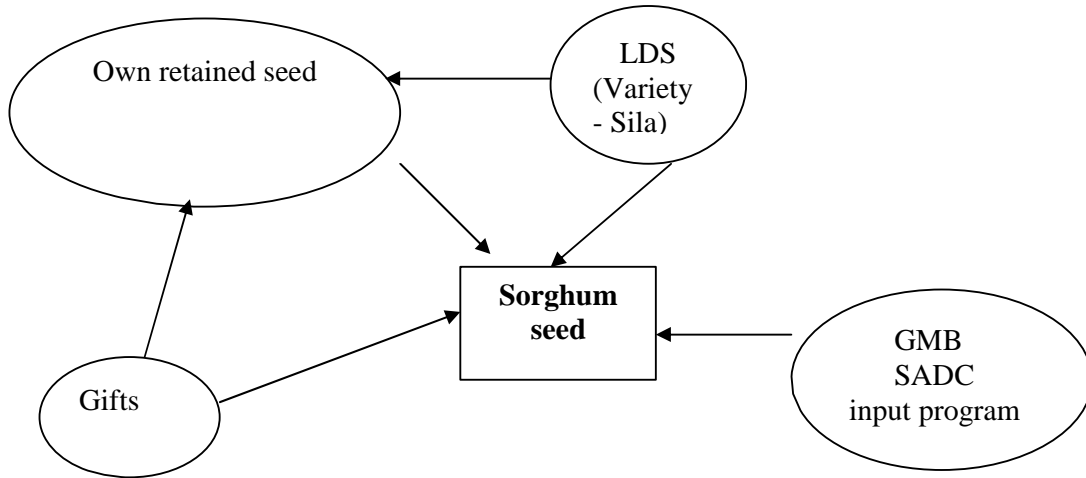 Own retained seed
LDS
(Variety
- Sila)
Sorghum
seed
GMB
SADC
input program
Gifts